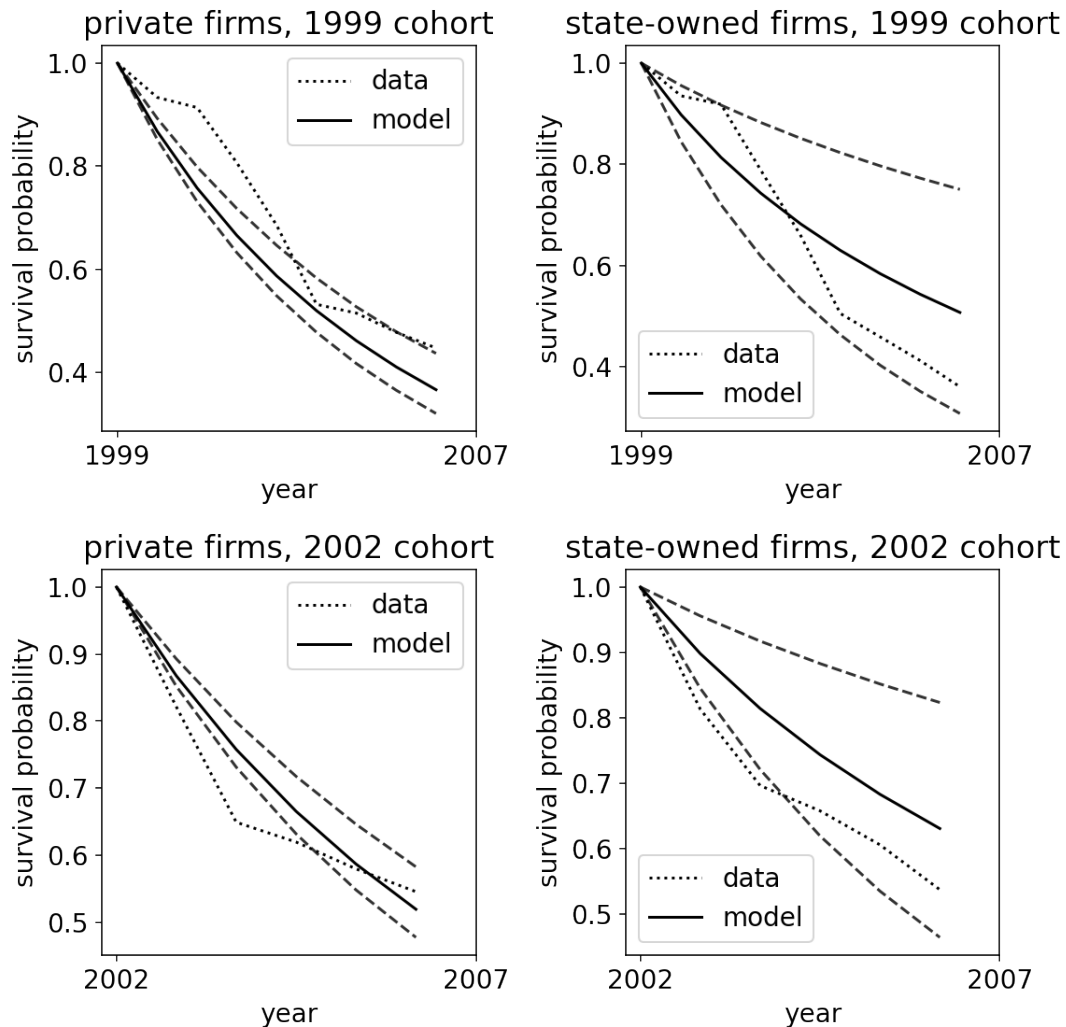 private firms, 1999 cohort
1.0
0.8
0.6
0.4
survival probability
data
model
1999
2007
year
state-owned firms, 1999 cohort
1.0
0.8
0.6
0.4
survival probability
data
model
1999
2007
year
private firms, 2002 cohort
1.0
0.9
0.8
0.7
0.6
0.5
survival probability
data
model
2002
2007
year
state-owned firms, 2002 cohort
1.0
0.9
0.8
0.7
0.6
0.5
survival probability
data
model
2002
2007
year